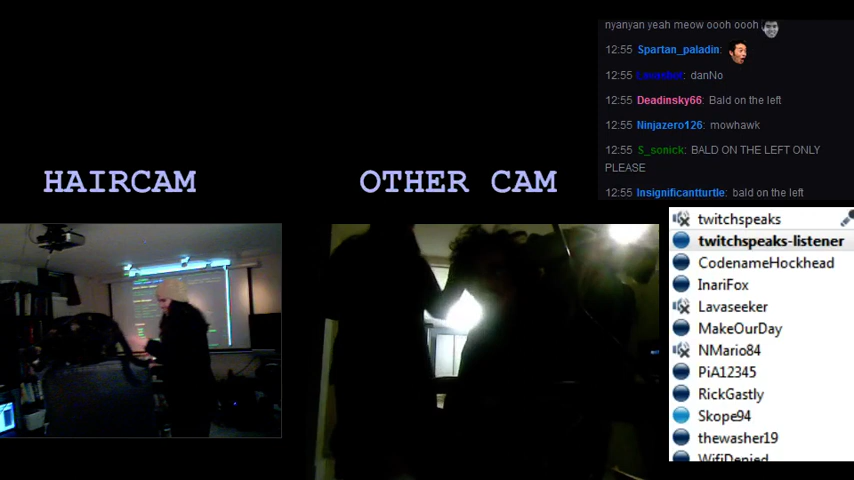 nyanyan yeah meow oooh oooh
12:55 Spartan_paladin:
12:55 Lavasker: danNo
12:55 Deadinsky66: Bald on the left
12:55 Ninjazero126: mowhawk
12:55 S_sonick: BALD ON THE LEFT ONLY
PLEASE
12:55 Insignificantturtle: bald on the left
HAIRCAM
OTHER CAM
twitchspeaks
twitchspeaks-listener
CodenameHockhead
InariFox
Lavaseeker
MakeOurDay
NMario84
PiA12345
RickGastly
Skope94
thewasher19
WifiDenied